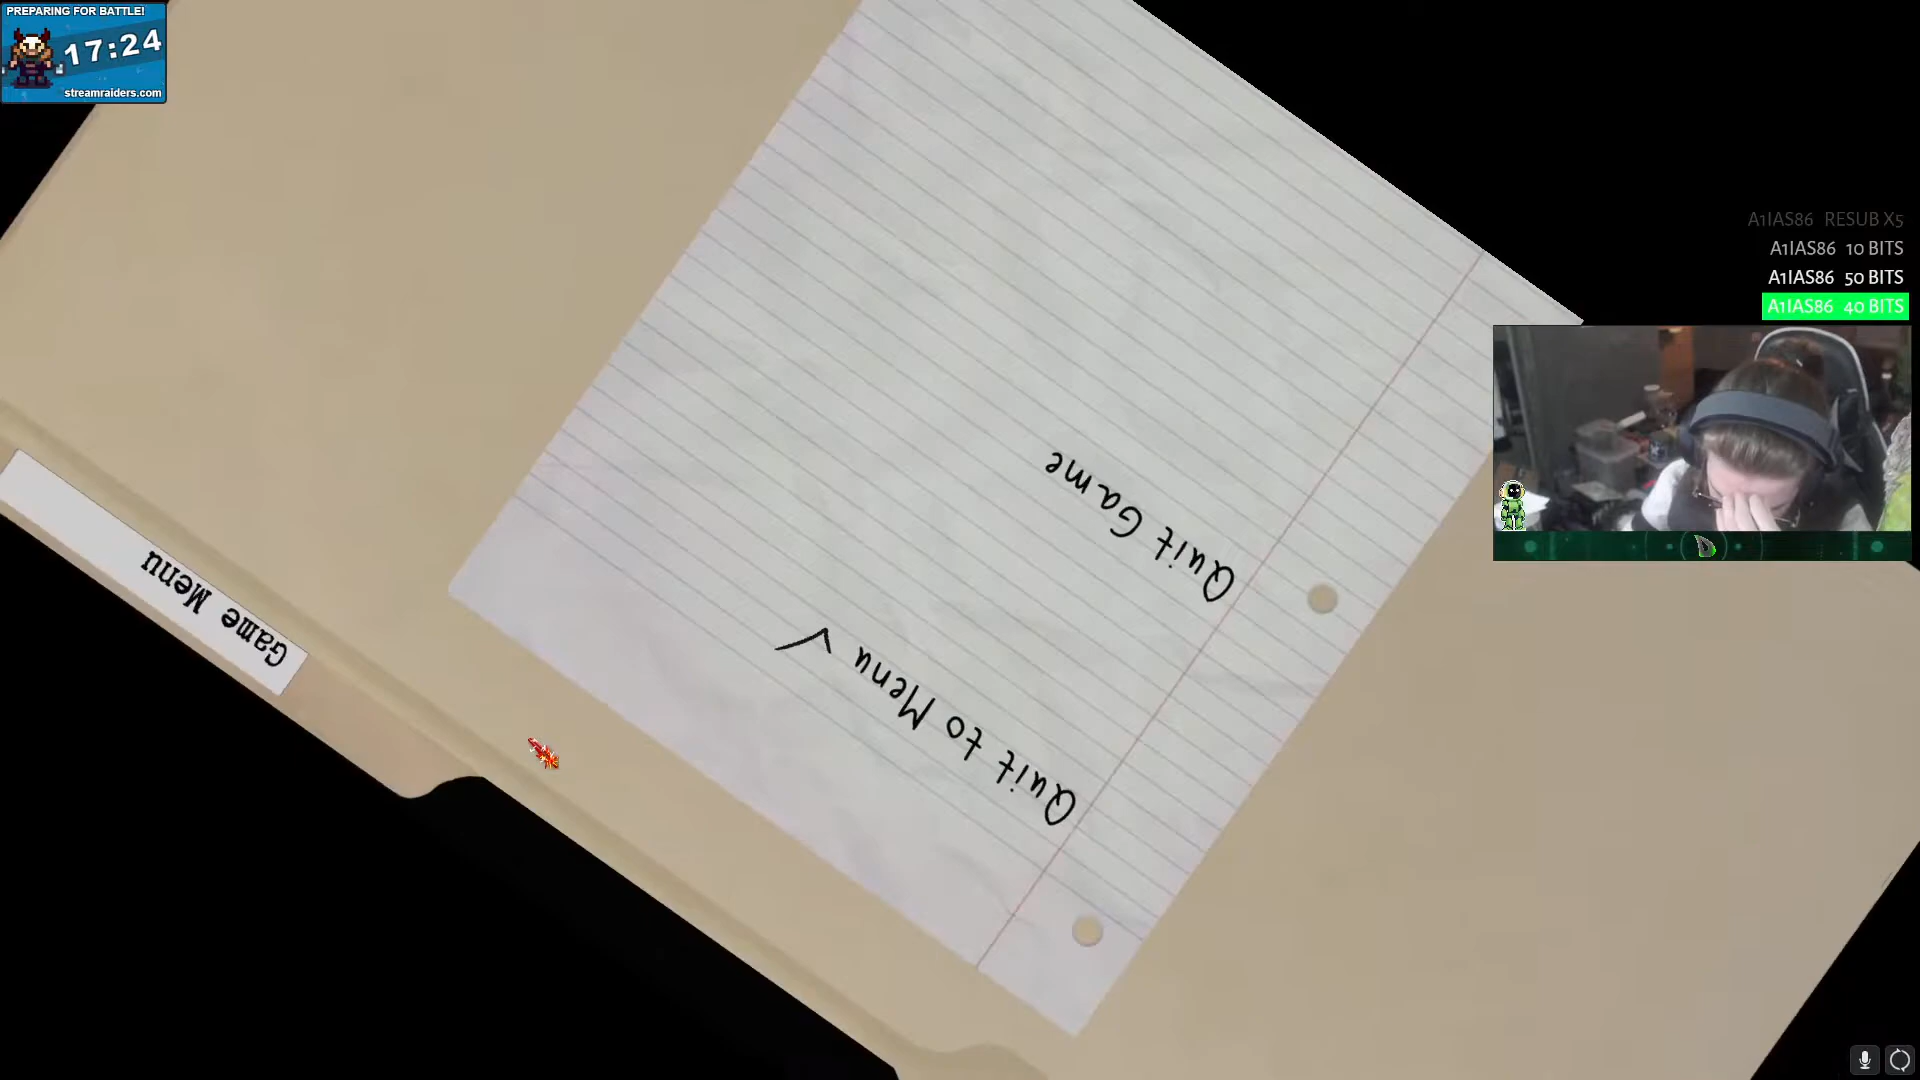 PREPARING FOR BATTLE!
17:24
streamraiders.com
A1IAS86 RESUB X5
A1IAS86 10 BITS
A1IAS86 50 BITS
A1IAS86 40 BITS
Game Menu
Quit to Menu
Quit Game